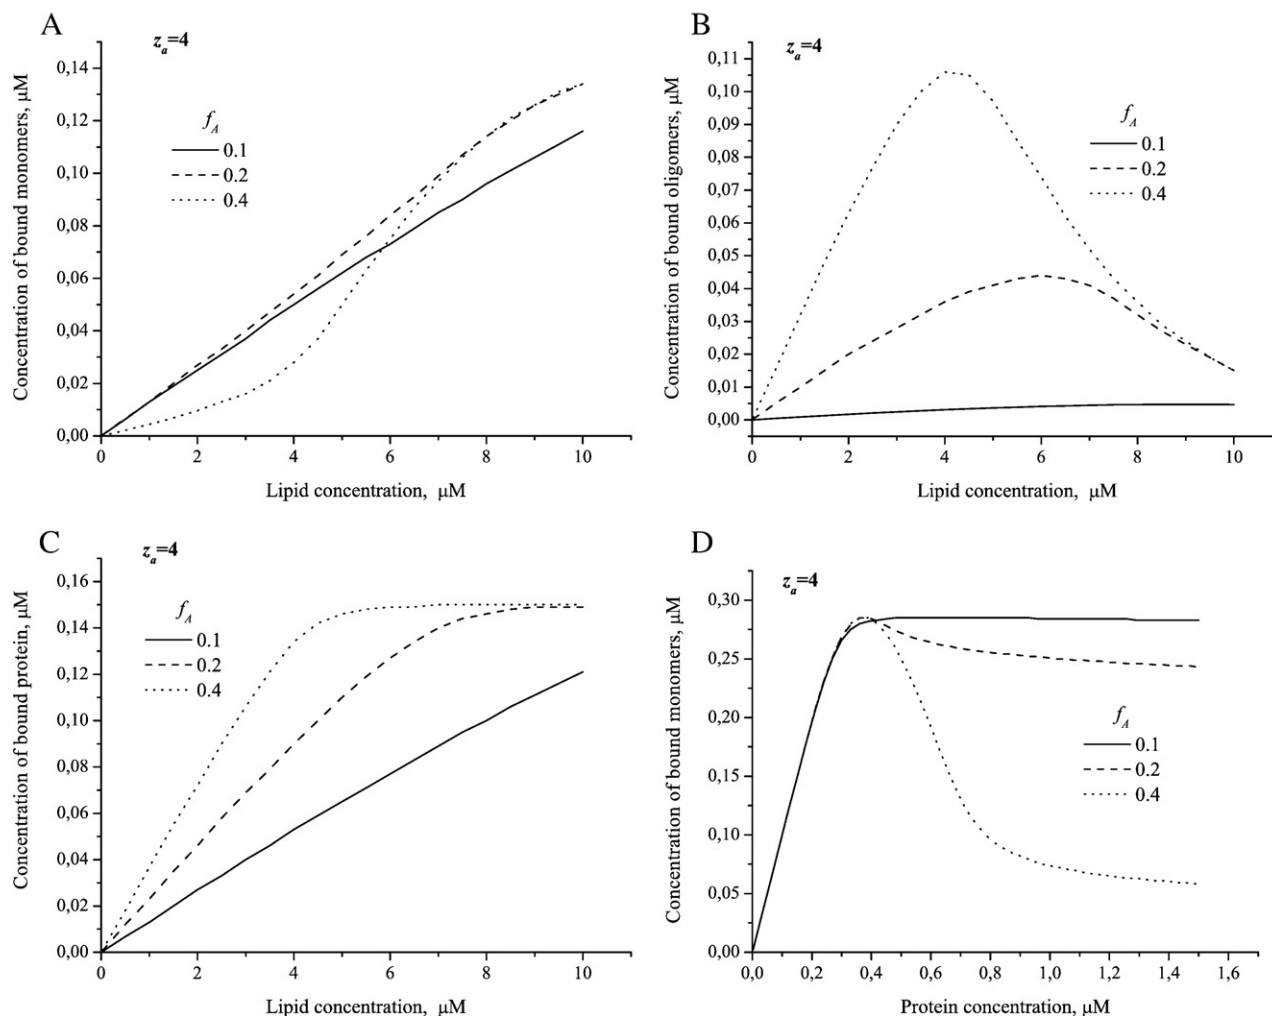 A
z_a=4
Concentration of bound monomers, μM
0,14
0,12
0,10
0,08
0,06
0,04
0,02
0,00
f_A
0.1
0.2
0.4
0 2 4 6 8 10
Lipid concentration, μM
B
z_a=4
Concentration of bound oligomers, μM
0,11
0,10
0,09
0,08
0,07
0,06
0,05
0,04
0,03
0,02
0,01
0,00
f_A
0.1
0.2
0.4
0 2 4 6 8 10
Lipid concentration, μM
C
z_a=4
Concentration of bound protein, μM
0,16
0,14
0,12
0,10
0,08
0,06
0,04
0,02
0,00
f_A
0.1
0.2
0.4
0 2 4 6 8 10
Lipid concentration, μM
D
z_a=4
Concentration of bound monomers, μM
0,30
0,25
0,20
0,15
0,10
0,05
0,00
f_A
0.1
0.2
0.4
0,0 0,2 0,4 0,6 0,8 1,0 1,2 1,4 1,6
Protein concentration, μM